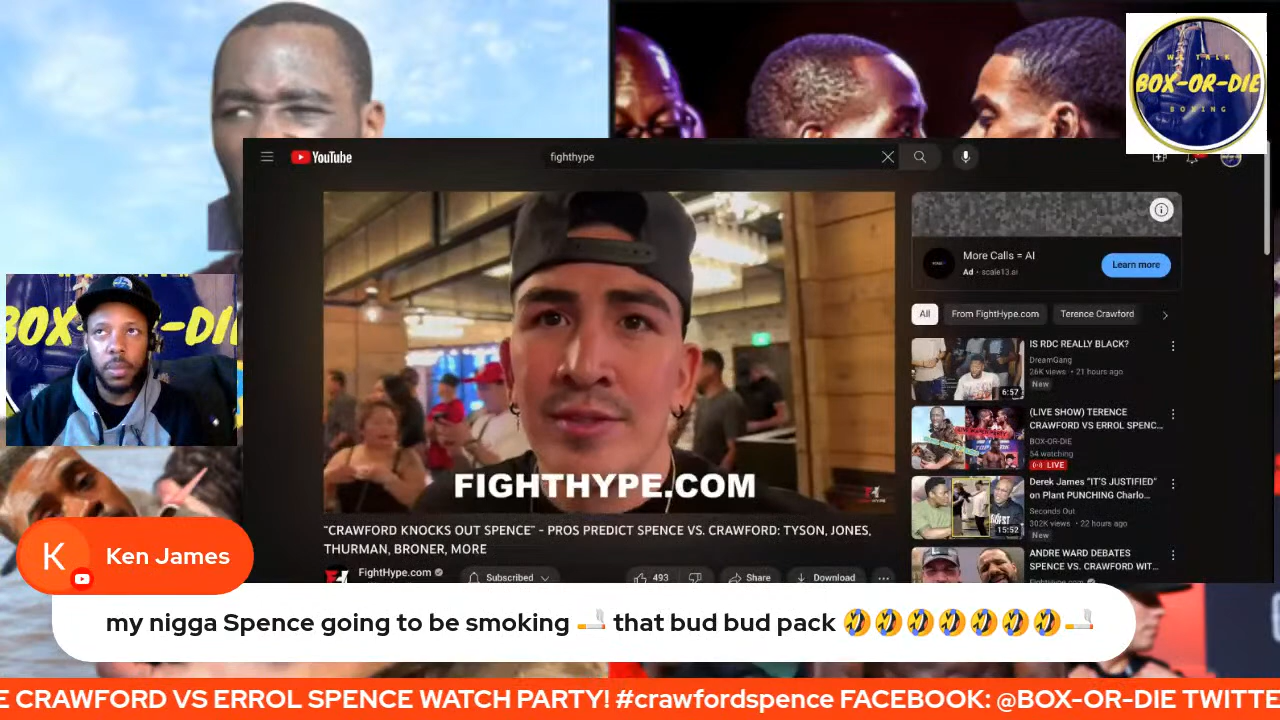 WE TALK
BOX-OR-DIE
BOXING
YouTube
fighthype
More Calls = AI
Ad • scale13.ai
Learn more
All
From FightHype.com
Terence Crawford
IS RDC REALLY BLACK?
DreamGang
26K views • 21 hours ago
New
6:57
(LIVE SHOW) TERENCE
CRAWFORD VS ERROL SPENC...
BOX-OR-DIE
54 watching
LIVE
Derek James "IT'S JUSTIFIED"
on Plant PUNCHING Charlo...
Seconds Out
302K views • 22 hours ago
New
15:52
ANDRE WARD DEBATES
SPENCE VS. CRAWFORD WIT...
FIGHTHYPE.COM
"CRAWFORD KNOCKS OUT SPENCE" - PROS PREDICT SPENCE VS. CRAWFORD: TYSON, JONES,
THURMAN, BRONER, MORE
FightHype.com
Subscribed
493
Share
Download
BOX
-DIE
K
Ken James
my nigga Spence going to be smoking 🚬 that bud bud pack 🤣🤣🤣🤣🤣🤣🤣🚬
E CRAWFORD VS ERROL SPENCE WATCH PARTY! #crawfordspence FACEBOOK: @BOX-OR-DIE TWITTE